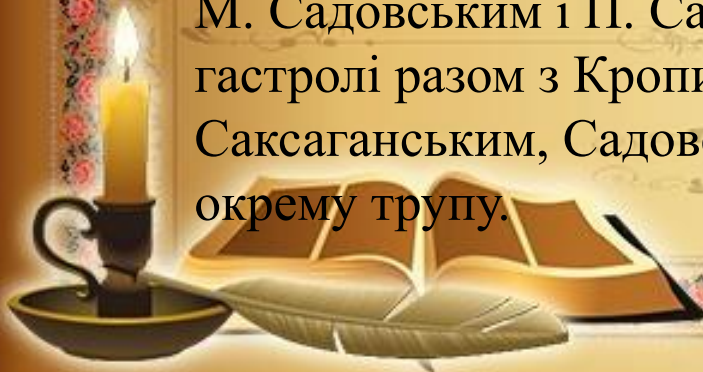 М. Садовським і П. Са
гастролі разом з Кропи
Саксаганським, Садов
окрему трупу.